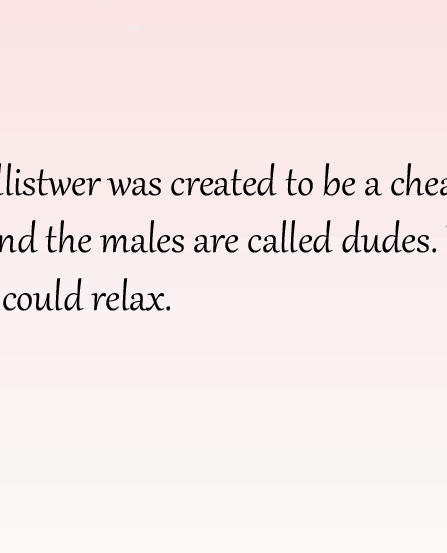 llistwer was created to be a chea
nd the males are called dudes.
could relax.